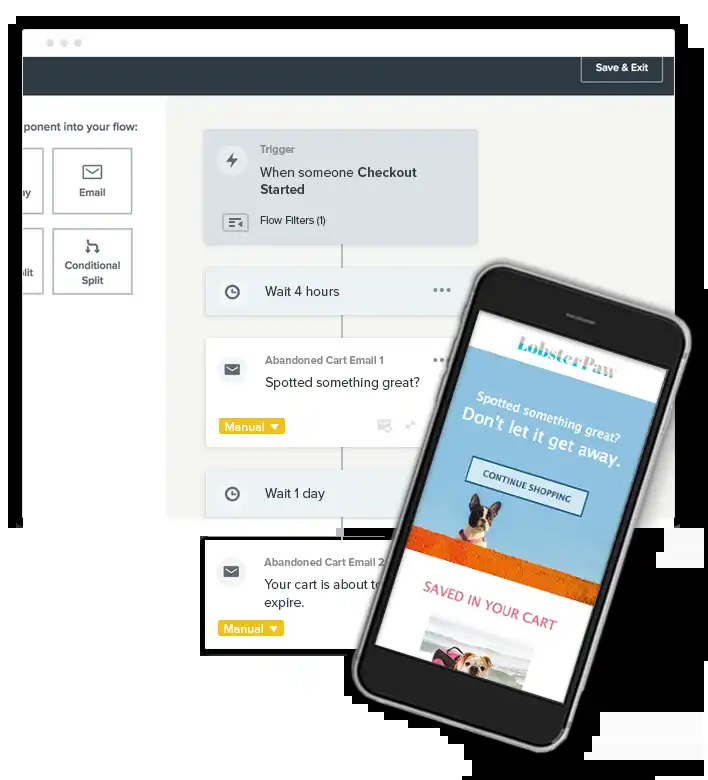 Save & Exit
ponent into your flow:
ay
Email
lit
Conditional
Split
Trigger
When someone Checkout
Started
Flow Filters (1)
Wait 4 hours
Abandoned Cart Email 1
Spotted something great?
Manual
Wait 1 day
Abandoned Cart Email 2
Your cart is about to
expire.
Manual
LobsterPaw
Spotted something great?
Don't let it get away.
CONTINUE SHOPPING
SAVED IN YOUR CART